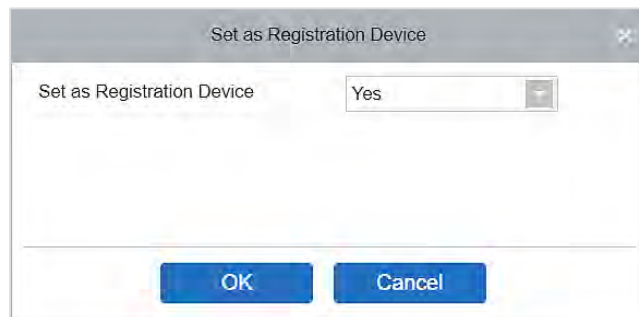 Set as Registration Device
Set as Registration Device Yes
OK Cancel